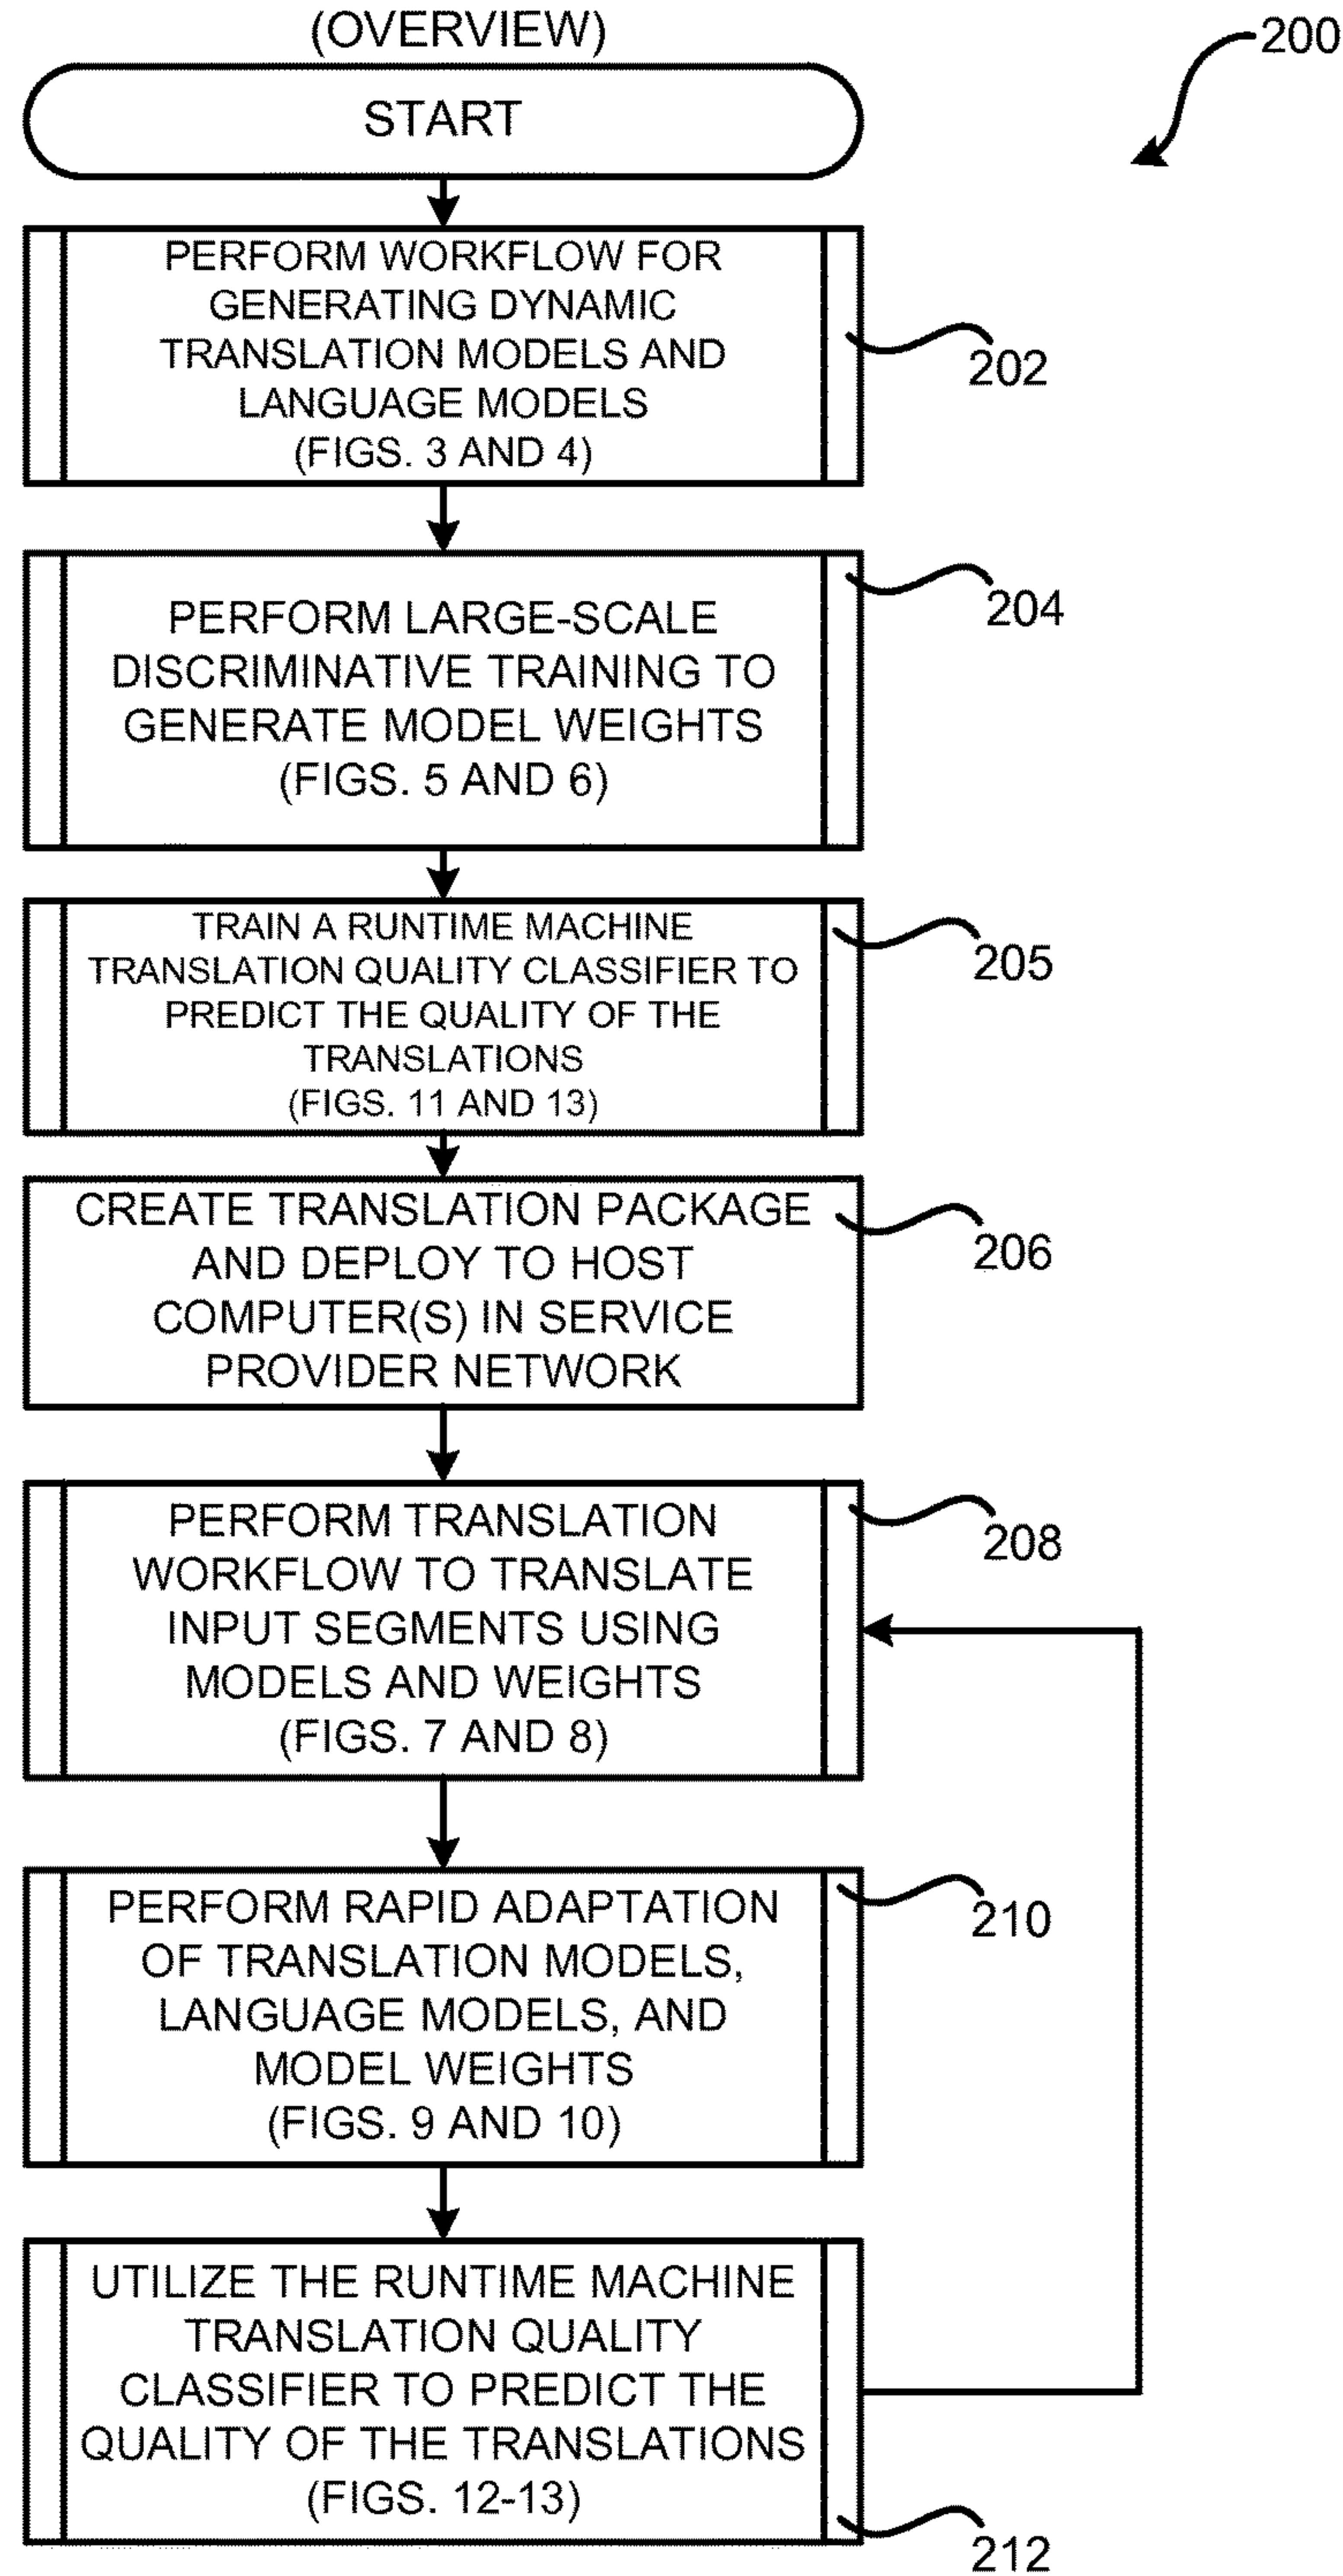 (OVERVIEW)
200
START
PERFORM WORKFLOW FOR
GENERATING DYNAMIC
TRANSLATION MODELS AND
LANGUAGE MODELS
(FIGS. 3 AND 4)
202
PERFORM LARGE-SCALE
DISCRIMINATIVE TRAINING TO
GENERATE MODEL WEIGHTS
(FIGS. 5 AND 6)
204
TRAIN A RUNTIME MACHINE
TRANSLATION QUALITY CLASSIFIER TO
PREDICT THE QUALITY OF THE
TRANSLATIONS
(FIGS. 11 AND 13)
205
CREATE TRANSLATION PACKAGE
AND DEPLOY TO HOST
COMPUTER(S) IN SERVICE
PROVIDER NETWORK
206
PERFORM TRANSLATION
WORKFLOW TO TRANSLATE
INPUT SEGMENTS USING
MODELS AND WEIGHTS
(FIGS. 7 AND 8)
208
PERFORM RAPID ADAPTATION
OF TRANSLATION MODELS,
LANGUAGE MODELS, AND
MODEL WEIGHTS
(FIGS. 9 AND 10)
210
UTILIZE THE RUNTIME MACHINE
TRANSLATION QUALITY
CLASSIFIER TO PREDICT THE
QUALITY OF THE TRANSLATIONS
(FIGS. 12-13)
212